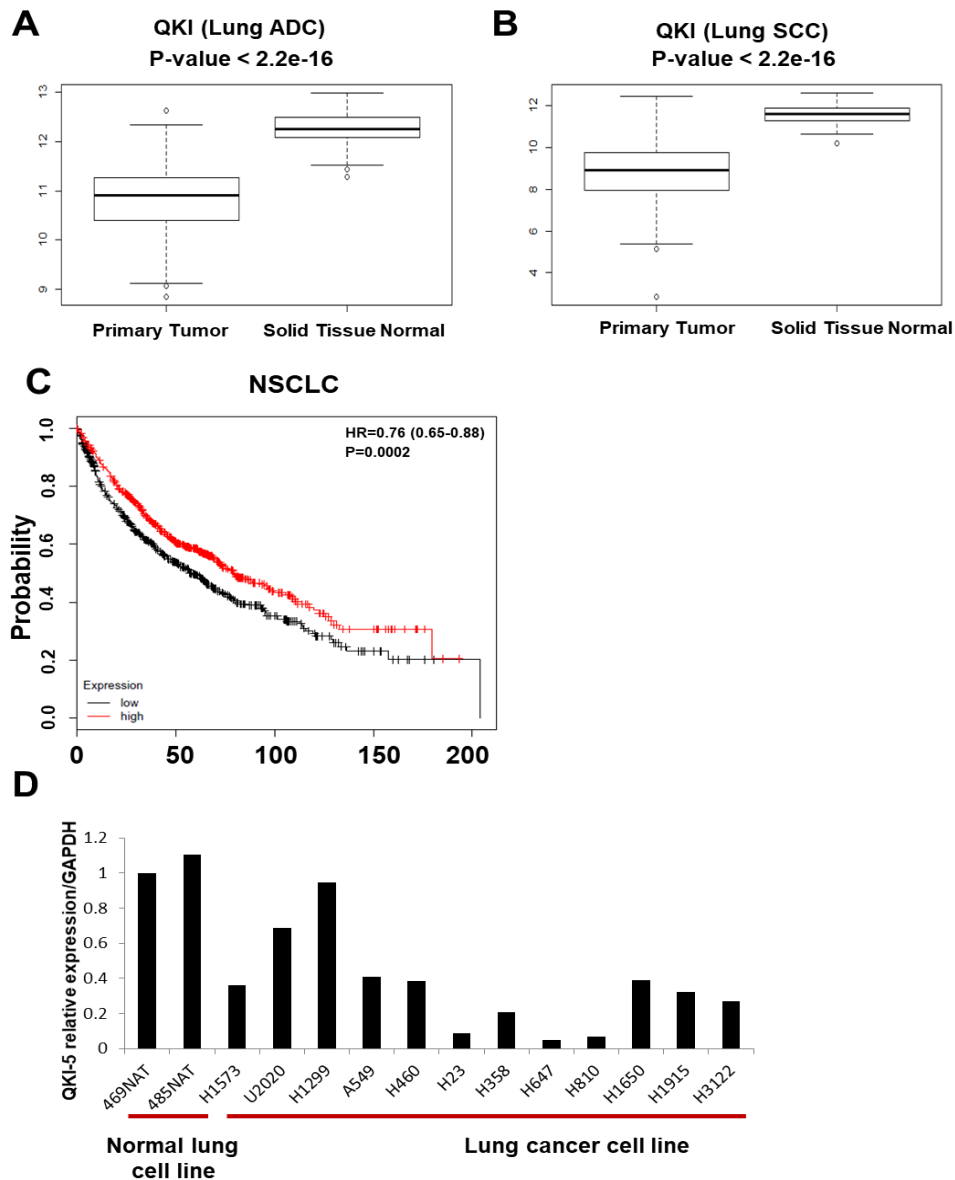 A
QKI (Lung ADC)
P-value < 2.2e-16
13
12
11
10
9
Primary Tumor
Solid Tissue Normal
B
QKI (Lung SCC)
P-value < 2.2e-16
12
10
8
6
4
Primary Tumor
Solid Tissue Normal
C
NSCLC
HR=0.76 (0.65-0.88)
P=0.0002
Probability
1.0
0.8
0.6
0.4
0.2
0.0
Expression
low
high
0
50
100
150
200
D
QKI-5 relative expression/GAPDH
1.2
1
0.8
0.6
0.4
0.2
0
469NAT
485NAT
H1573
U2020
H1299
A549
H460
H23
H358
H647
H810
H1650
H1915
H3122
Normal lung
cell line
Lung cancer cell line